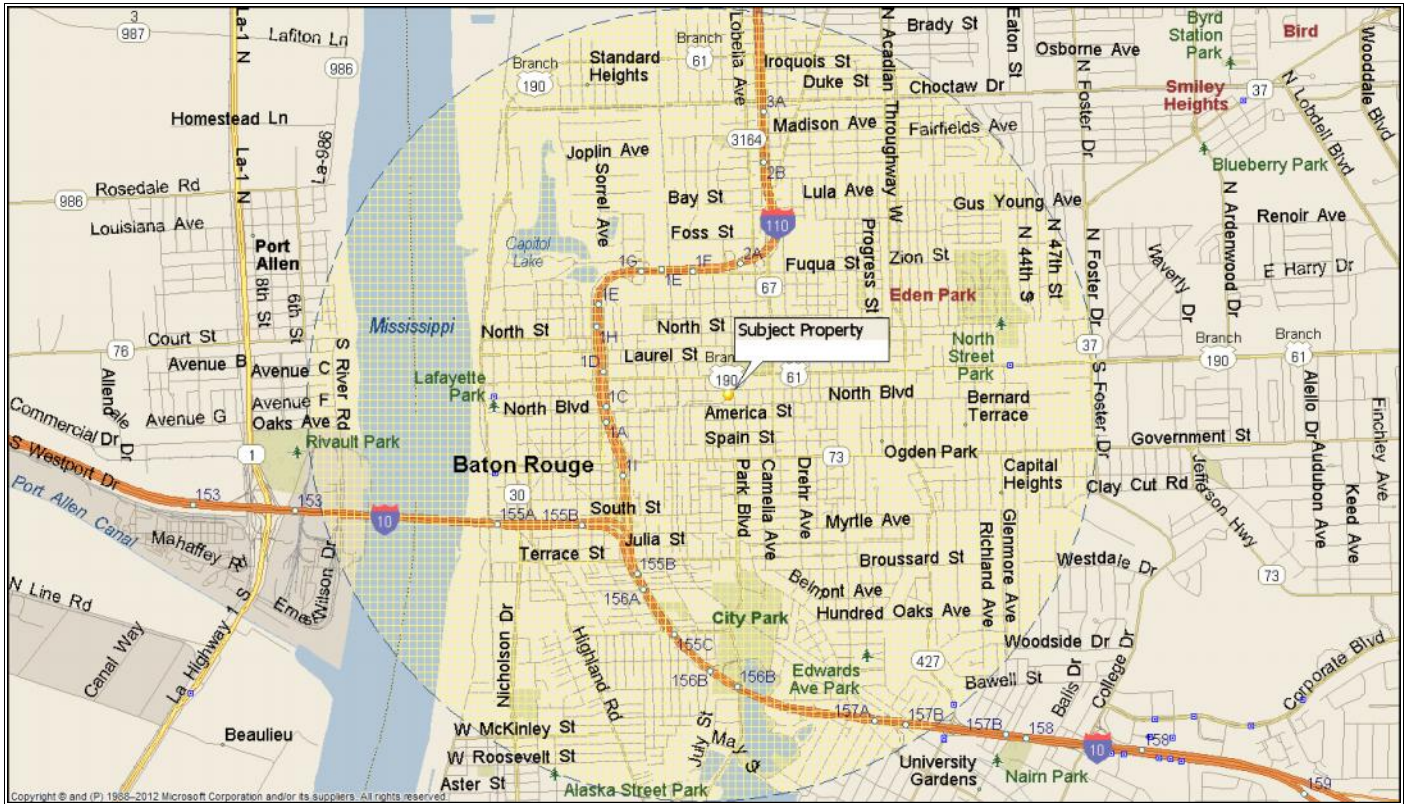 3
987
La-1 N
Lafiton Ln
986
Homestead Ln
La-1 N
La-986
Rosedale Rd
986
Louisiana Ave
Port
Allen
8th St
6th St
Court St
76
Avenue B
Avenue C
S River Rd
Allendale
Avenue G
Avenue F
Oaks Ave
Commercial Dr
Dr
S Westport Dr
1
Rivault Park
Port Allen Canal
153
153
10
Mahaffey Rd
Ernest Wilson Dr
N Line Rd
Canal Way
La Highway 1 S
Beaulieu
Branch
190
Standard
Heights
Branch
61
Lobelia Ave
Iroquois St
Duke St
3A
Madison Ave
3164
2B
Joplin Ave
Sorrel Ave
Bay St
Lula Ave
Foss St
110
Capitol
Lake
1G
1E
1F
2A
Fuqua St
67
1E
Mississippi
North St
1H
North St
Subject Property
Laurel St
Branch
190
61
1D
Lafayette
Park
North Blvd
1C
America St
North Blvd
1A
Spain St
Baton Rouge
1I
73
30
South St
155A
155B
Julia St
Terrace St
155B
156A
Park Blvd
Camelia Ave
Drehr Ave
Myrtle Ave
Broussard St
Belmont Ave
Hundred Oaks Ave
City Park
155C
156B
156B
Nicholson Dr
Highland Rd
Edwards
Ave Park
427
157A
157B
157B
158
10
158
159
W McKinley St
W Roosevelt St
Aster St
July St
May St
Alaska Street Park
N Acadian Throughway W
Brady St
Eaton St
Osborne Ave
Byrd
Station
Park
Bird
Wooddale Blvd
Choctaw Dr
37
Smiley
Heights
N Lobdell Blvd
Fairfields Ave
N Foster Dr
Blueberry Park
Gus Young Ave
N Ardenwood Dr
Renoir Ave
Progress St
Zion St
N 44th St
N 47th St
N Foster Dr
Waverly Dr
E Harry Dr
Eden Park
North
Street
Park
37
Branch
190
Branch
61
Bernard
Terrace
S Foster Dr
Aiello Dr
Finchley Ave
Ogden Park
Government St
Capital
Heights
Clay Cut Rd
Jefferson Hwy
Audubon Ave
Keed Ave
73
Richland Ave
Glenmore Ave
Westdale Dr
Woodside Dr
Bawell St
Balis Dr
College Dr
Corporate Blvd
University
Gardens
Nairn Park
Copyright © and (P) 1988–2012 Microsoft Corporation and/or its suppliers. All rights reserved.